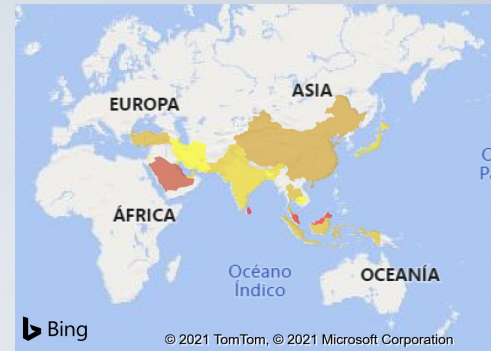 ASIA
EUROPA
ÁFRICA
Océano
Índico
OCEANÍA
Bing
© 2021 TomTom, © 2021 Microsoft Corporation